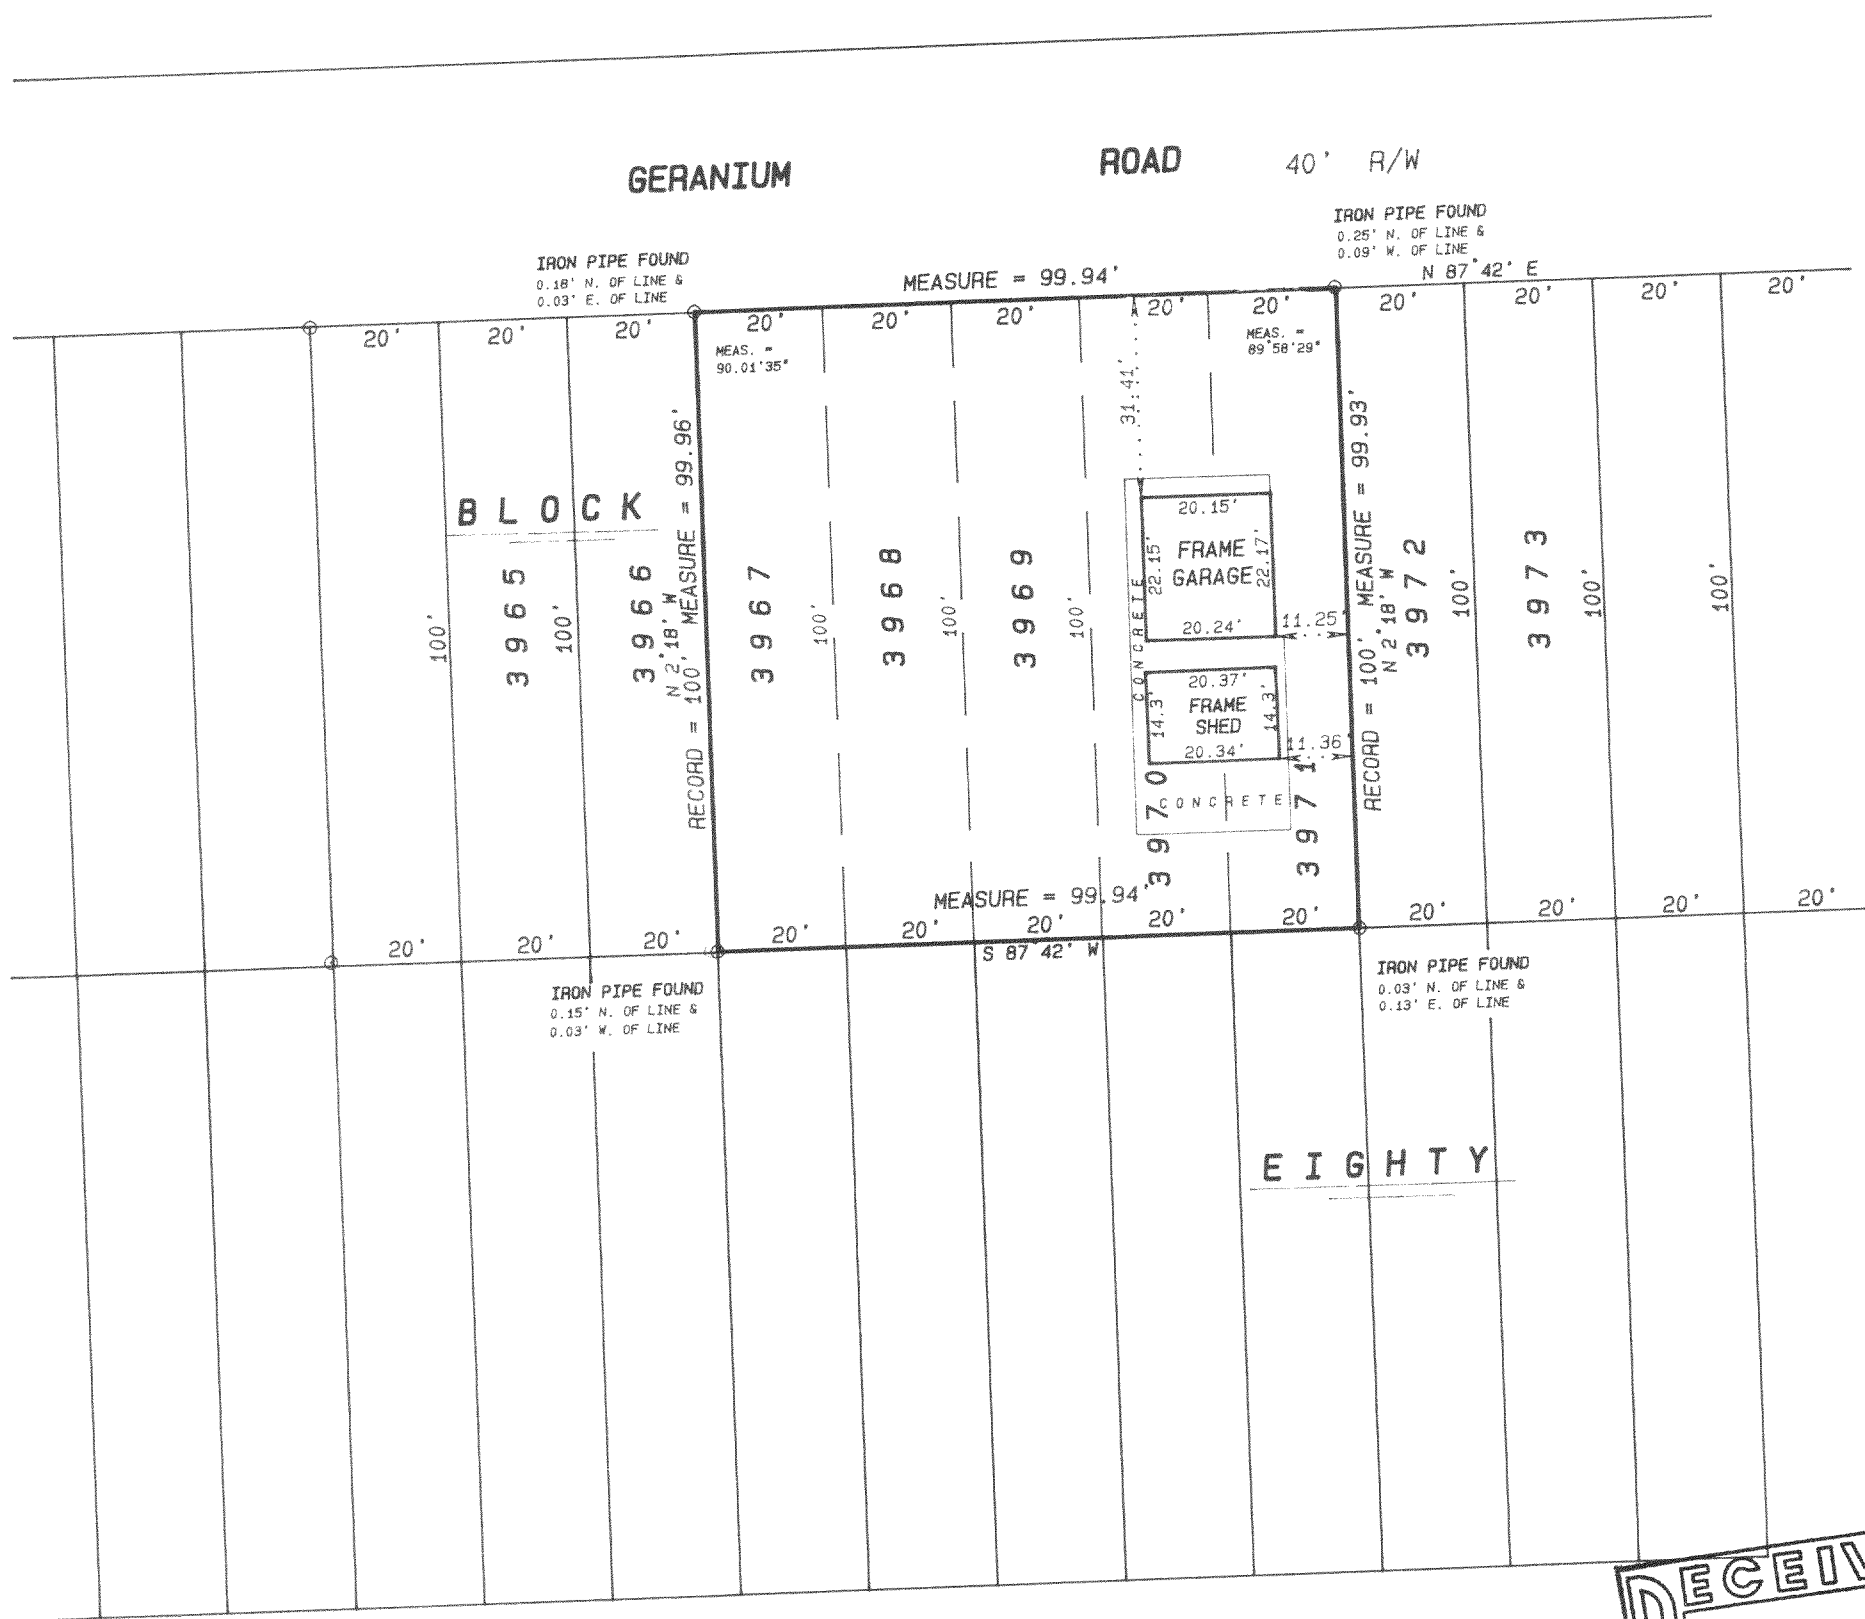 GERANIUM ROAD 40' R/W
IRON PIPE FOUND
0.25' N. OF LINE &
0.09' W. OF LINE
N 87°42' E
IRON PIPE FOUND
0.18' N. OF LINE &
0.03' E. OF LINE
MEASURE = 99.94'
20' 20' 20' 20' 20' 20' 20' 20' 20' 20' 20' 20'
MEAS. =
90.01'35"
MEAS. =
89°58'29"
31.41'
BLOCK
RECORD = 100' MEASURE = 99.96'
N 2°18' W
RECORD = 100' MEASURE = 99.93'
N 2°18' W
100'
3965
100'
3966
3967
100'
3968
100'
3969
100'
3970
3971
3972
100'
3973
100'
100'
20.15'
22.15'
FRAME
GARAGE
22.17'
20.24'
11.25'
CONCRETE
20.37'
14.3'
FRAME
SHED
14.3'
20.34'
11.36'
CONCRETE
MEASURE = 99.94'
20' 20' 20' 20' 20' 20' 20' 20' 20' 20' 20' 20'
S 87°42' W
IRON PIPE FOUND
0.15' N. OF LINE &
0.03' W. OF LINE
IRON PIPE FOUND
0.03' N. OF LINE &
0.13' E. OF LINE
EIGHTY